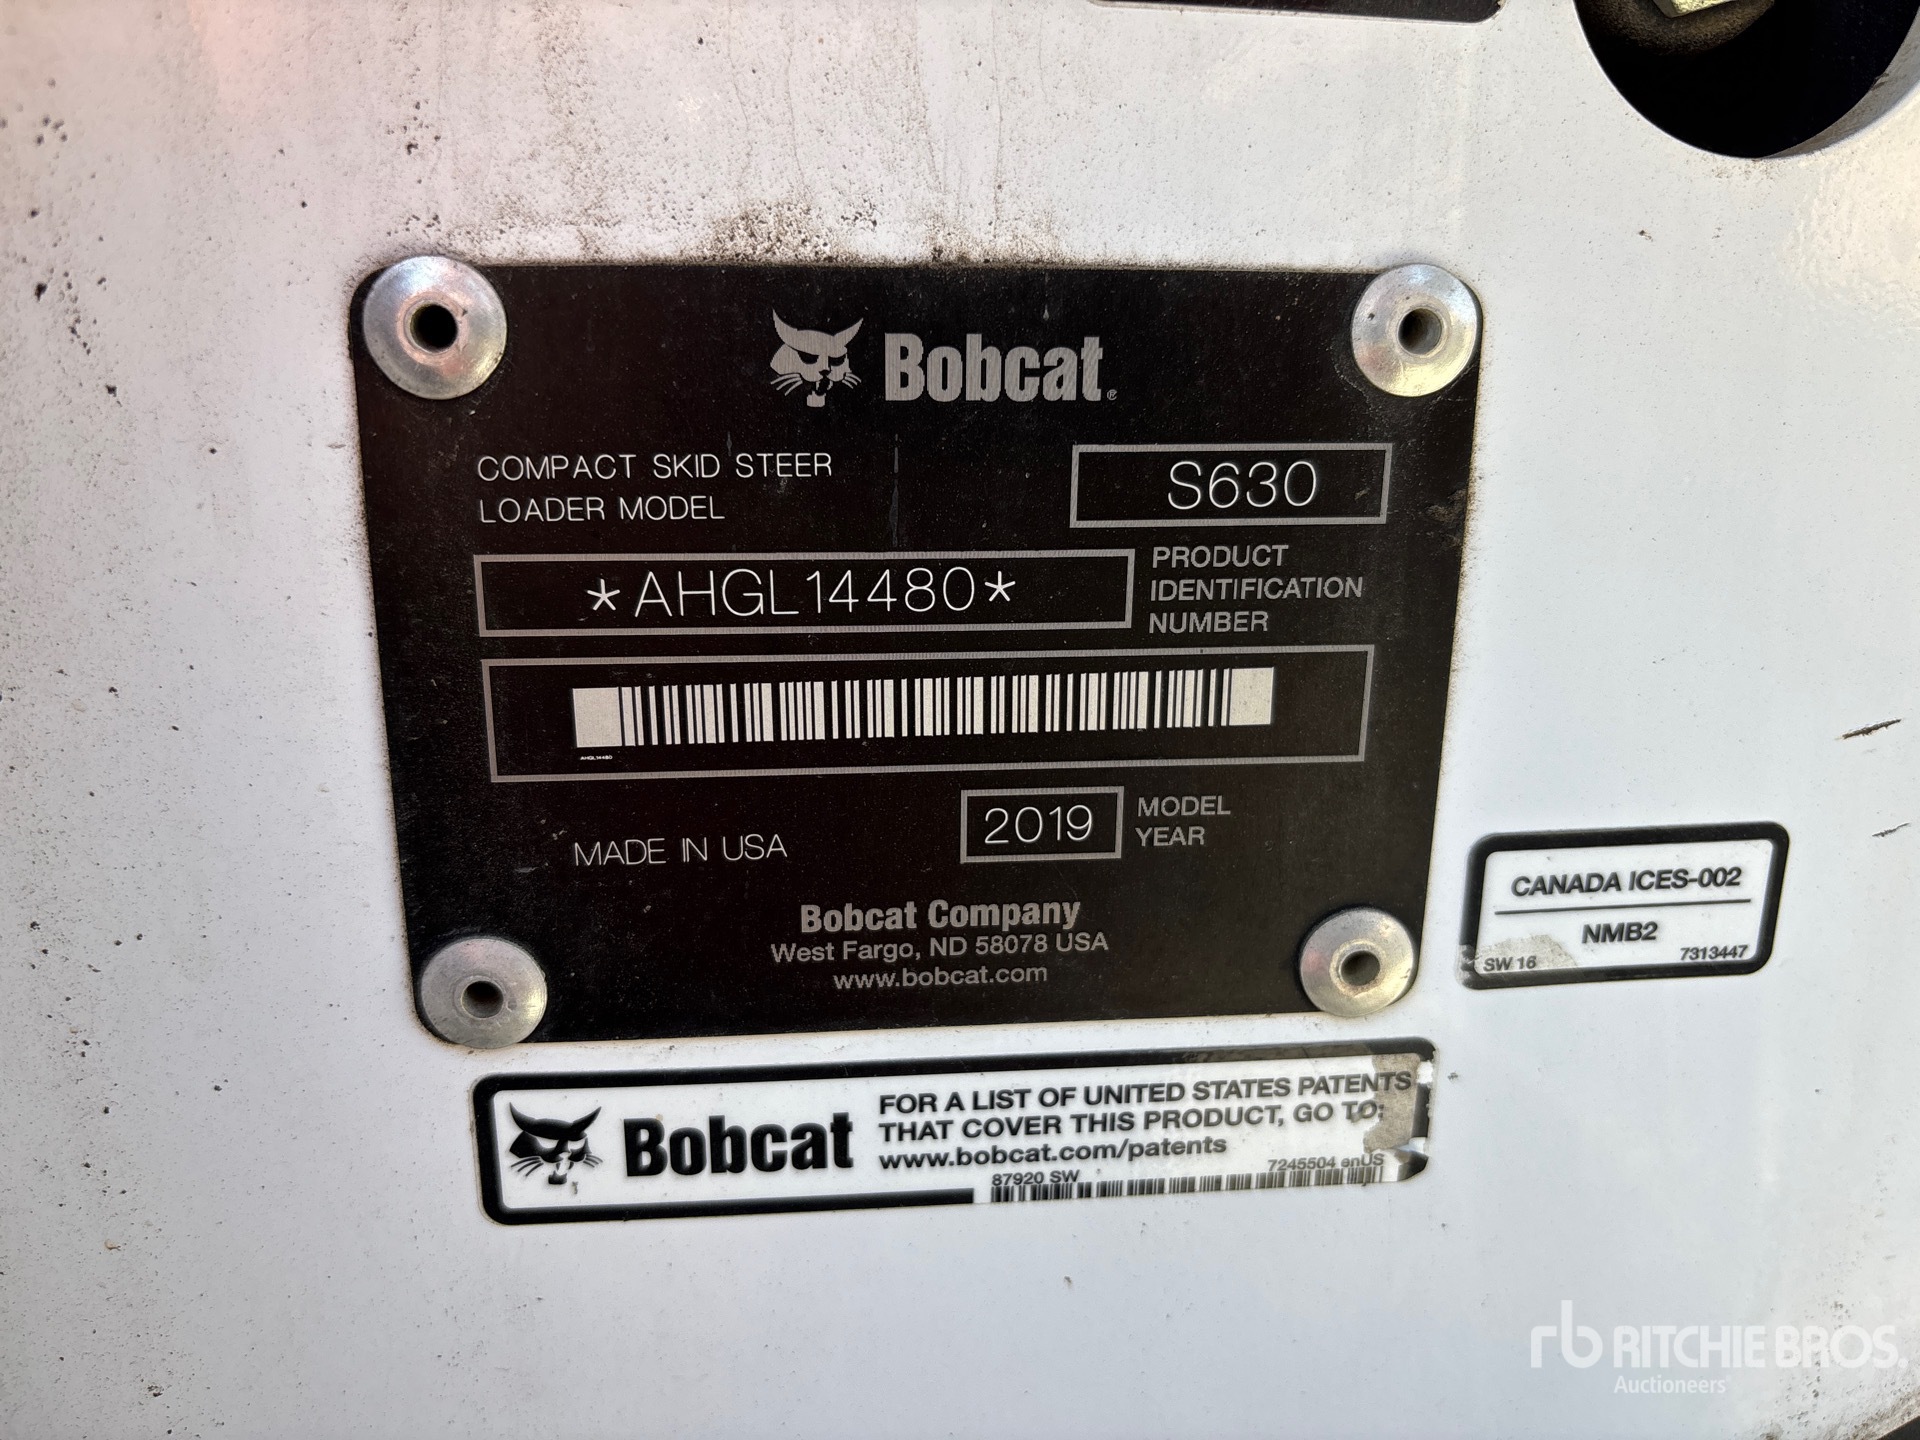 Bobcat®
COMPACT SKID STEER
LOADER MODEL
S630
*AHGL14480*
PRODUCT
IDENTIFICATION
NUMBER
AHGL14480
MADE IN USA
2019
MODEL
YEAR
Bobcat Company
West Fargo, ND 58078 USA
www.bobcat.com
CANADA ICES-002
NMB2
SW 16
7313447
Bobcat
FOR A LIST OF UNITED STATES PATENTS
THAT COVER THIS PRODUCT, GO TO:
www.bobcat.com/patents
87920 SW
7245504 enUS
rb RITCHIE BROS.
Auctioneers